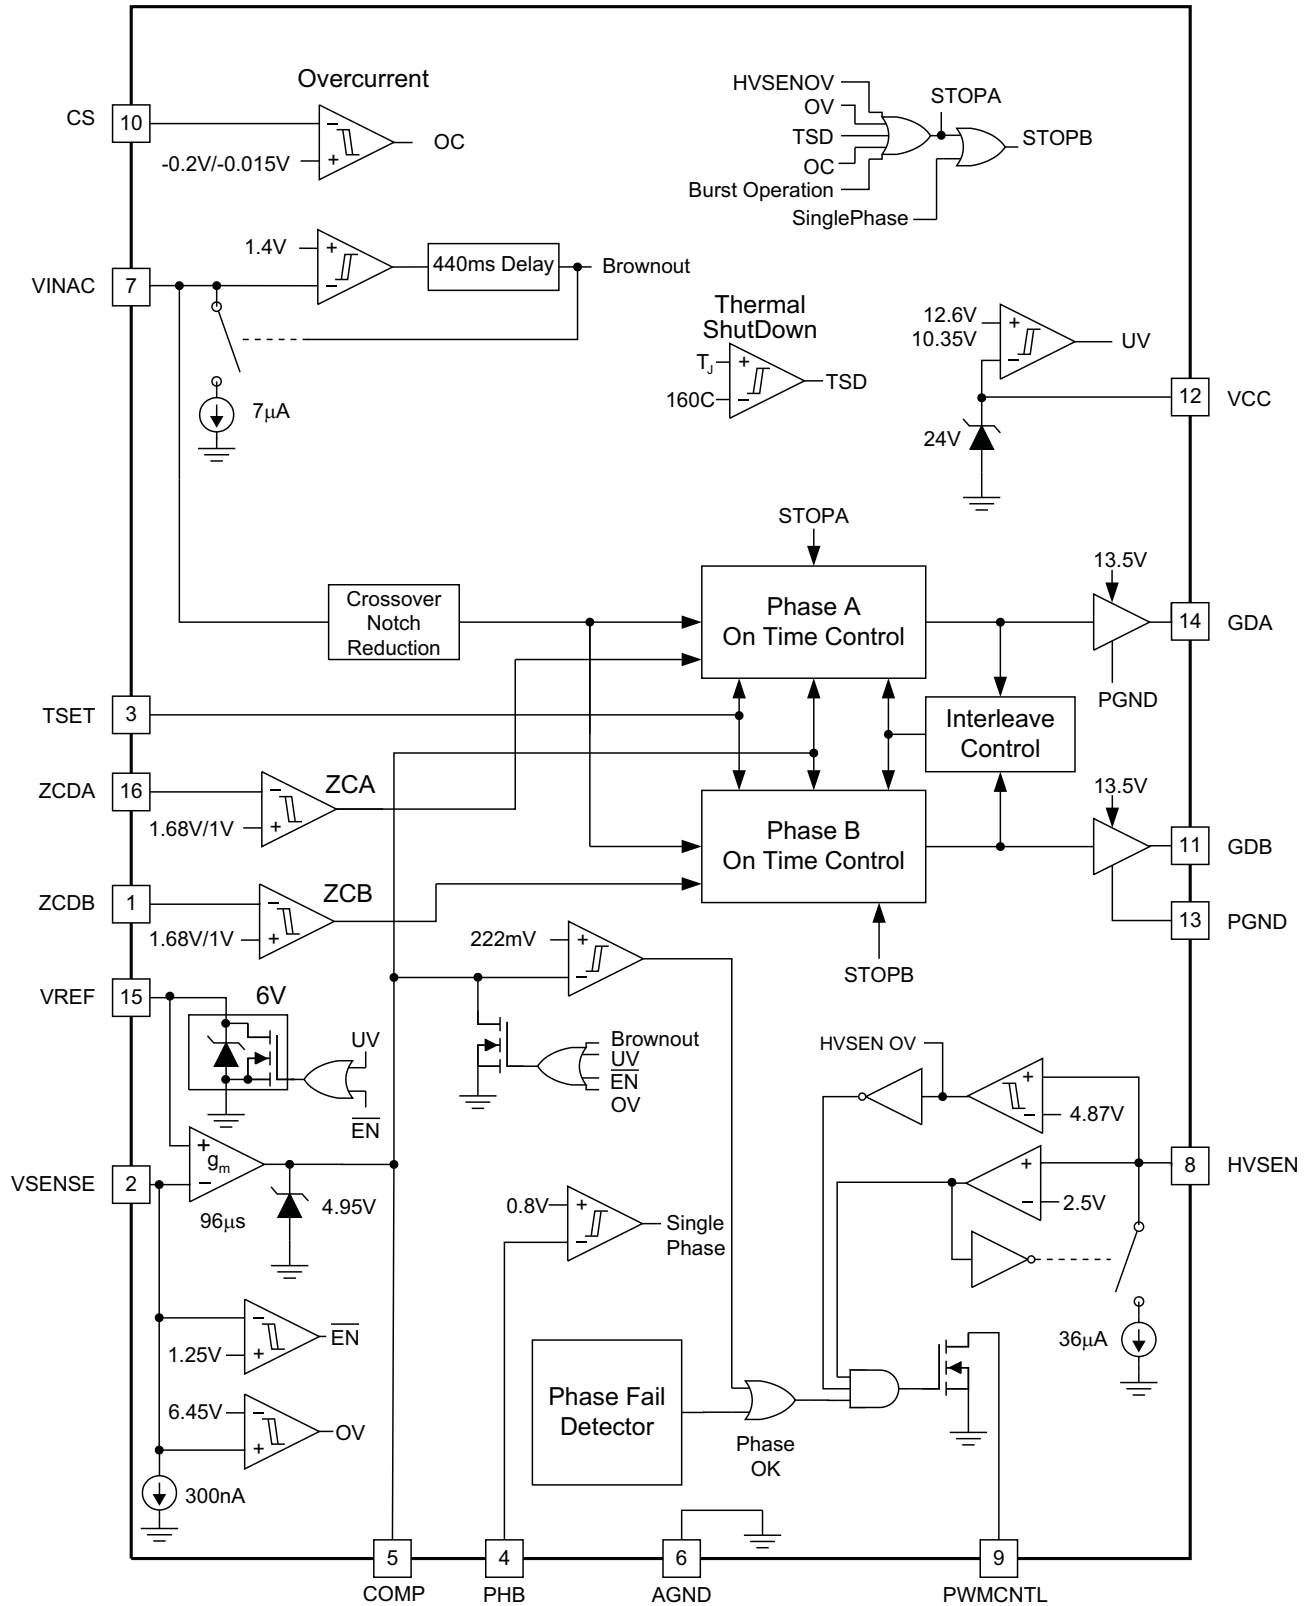 Overcurrent
CS
10
-0.2V/-0.015V
−
+
OC
HVSENOV
OV
TSD
OC
Burst Operation
SinglePhase
STOPA
STOPB
VINAC
7
1.4V
+
−
440ms Delay
Brownout
7μA
Thermal
ShutDown
TJ
160C
+
−
TSD
12.6V
10.35V
+
−
UV
24V
12
VCC
STOPA
Crossover
Notch
Reduction
Phase A
On Time Control
13.5V
14
GDA
PGND
TSET
3
Interleave
Control
ZCDA
16
1.68V/1V
−
+
ZCA
Phase B
On Time Control
13.5V
11
GDB
13
PGND
ZCDB
1
1.68V/1V
−
+
ZCB
STOPB
222mV
+
−
VREF
15
6V
UV
EN
Brownout
UV
EN
OV
HVSEN OV
+
−
4.87V
VSENSE
2
+
gm
−
96μs
4.95V
8
HVSEN
+
−
2.5V
0.8V
+
−
Single
Phase
36μA
1.25V
−
+
EN
6.45V
−
+
OV
300nA
Phase Fail
Detector
Phase
OK
5
COMP
4
PHB
6
AGND
9
PWMCNTL